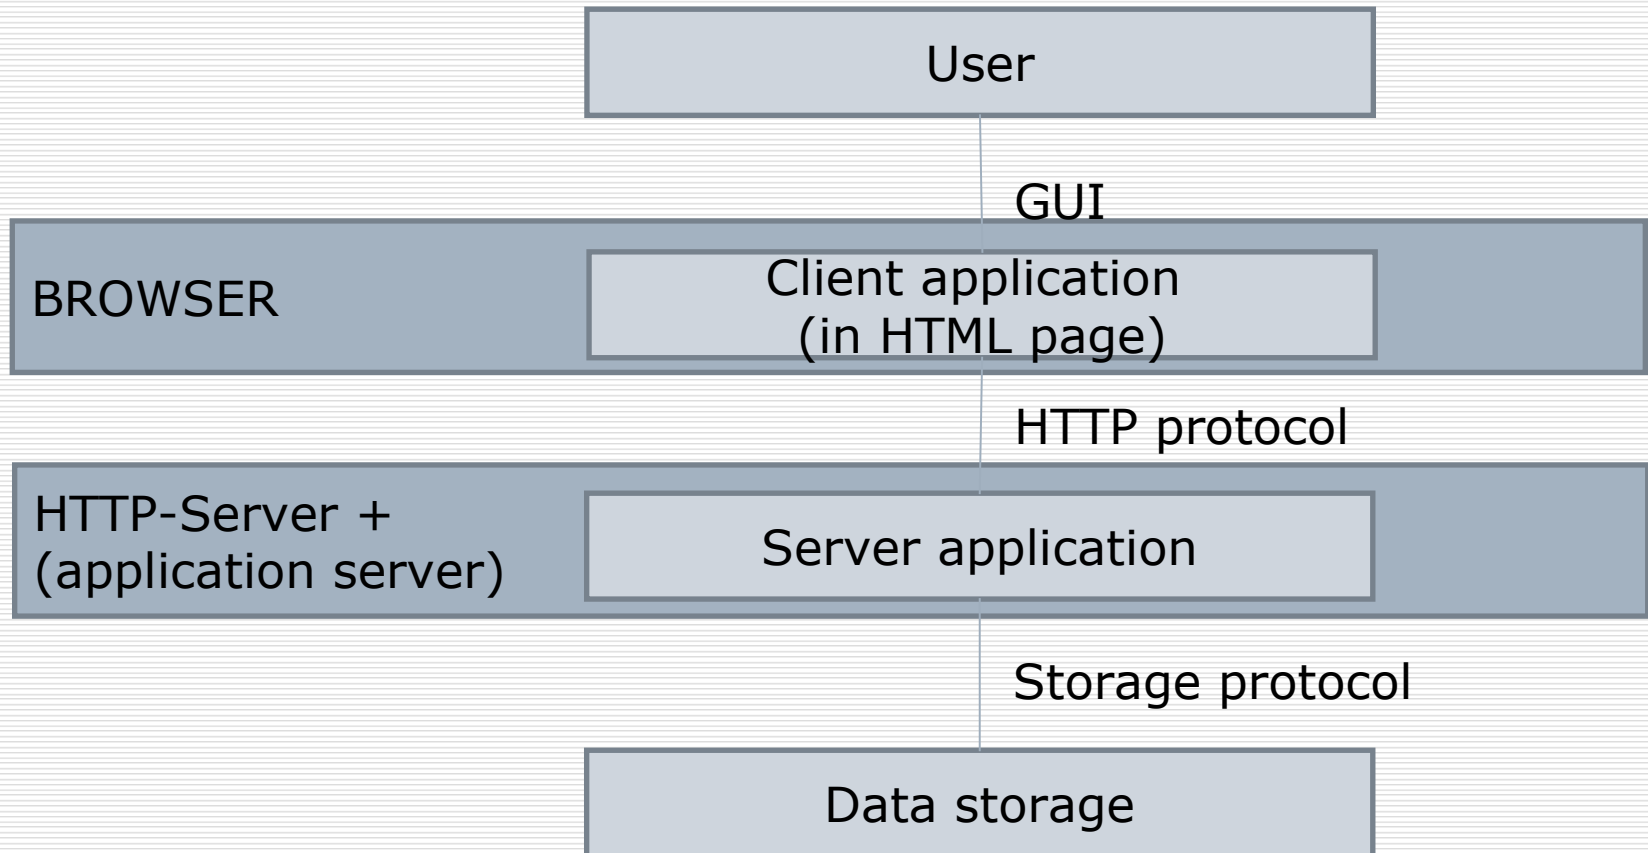 User
GUI
BROWSER
Client application
(in HTML page)
HTTP protocol
HTTP-Server +
(application server)
Server application
Storage protocol
Data storage